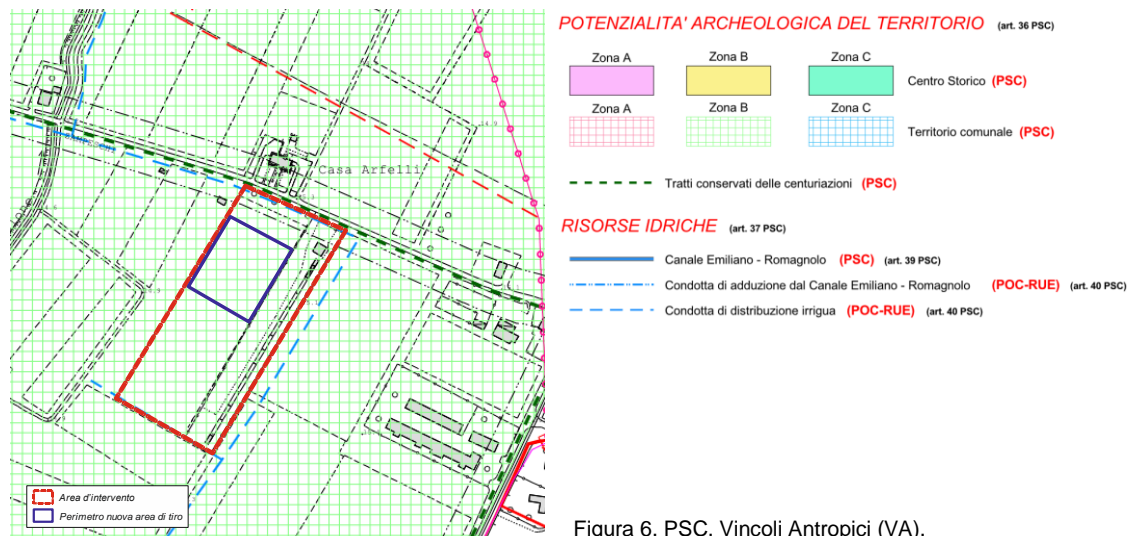 POTENZIALITA' ARCHEOLOGICA DEL TERRITORIO (art. 36 PSC)
Zona A Zona B Zona C
Centro Storico (PSC)
Zona A Zona B Zona C
Territorio comunale (PSC)
Tratti conservati delle centuriazioni (PSC)
RISORSE IDRICHE (art. 37 PSC)
Canale Emiliano - Romagnolo (PSC) (art. 39 PSC)
Condotta di adduzione dal Canale Emiliano - Romagnolo (POC-RUE) (art. 40 PSC)
Condotta di distribuzione irrigua (POC-RUE) (art. 40 PSC)
Casa Arfelli
Area d'intervento
Perimetro nuova area di tiro
Figura 6. PSC. Vincoli Antropici (VA).